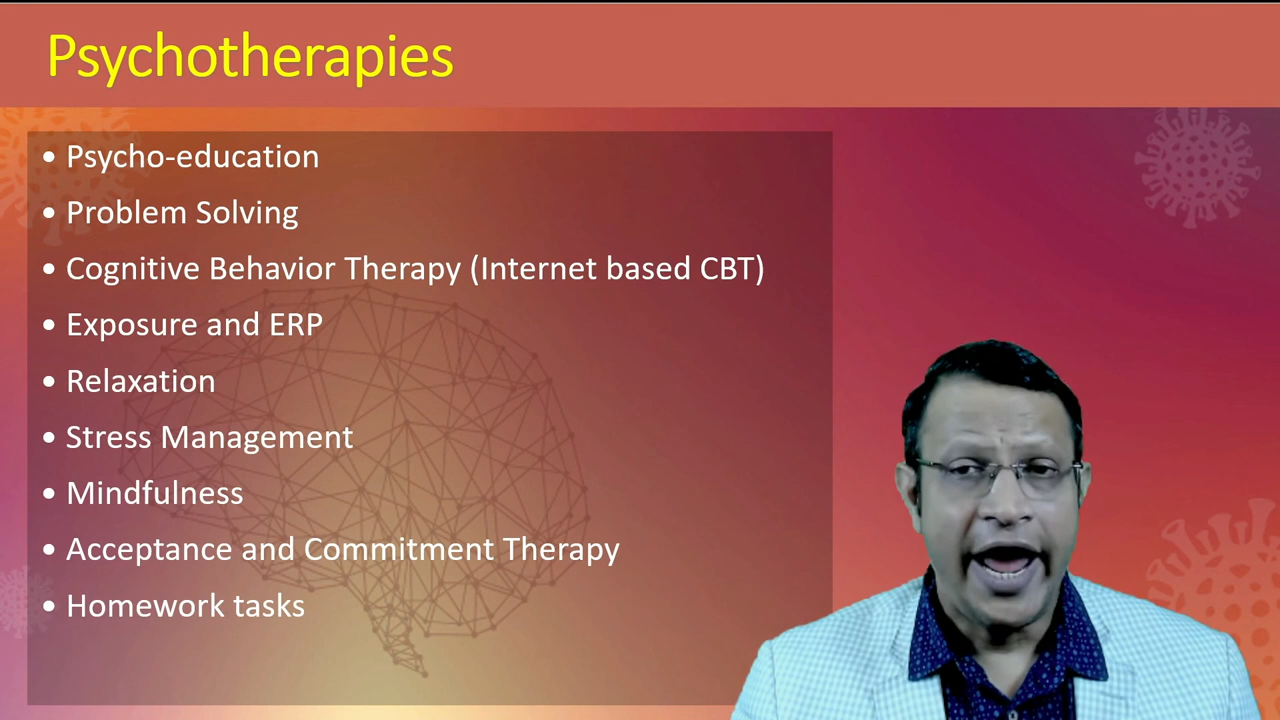 Psychotherapies
• Psycho-education
• Problem Solving
• Cognitive Behavior Therapy (Internet based CBT)
• Exposure and ERP
• Relaxation
• Stress Management
• Mindfulness
• Acceptance and Commitment Therapy
• Homework tasks